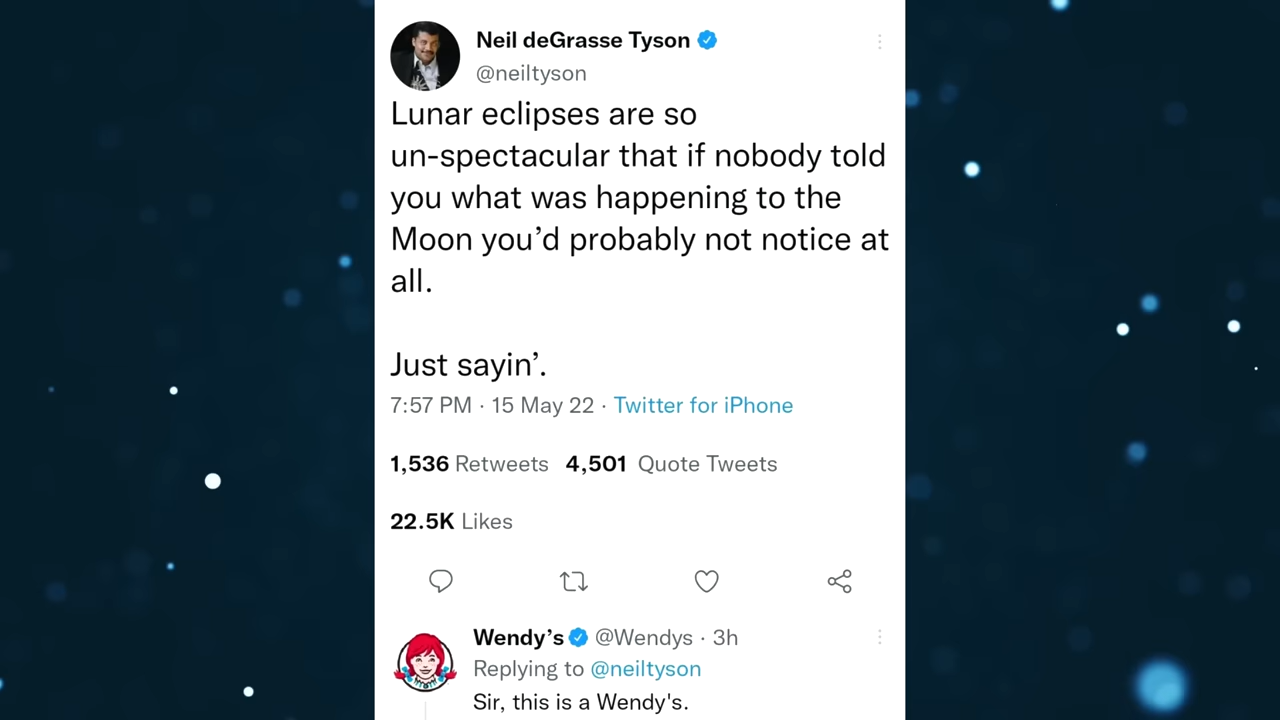 Neil deGrasse Tyson
@neiltyson
Lunar eclipses are so
un-spectacular that if nobody told
you what was happening to the
Moon you’d probably not notice at
all.
Just sayin’.
7:57 PM · 15 May 22 · Twitter for iPhone
1,536 Retweets 4,501 Quote Tweets
22.5K Likes
Wendy’s @Wendys · 3h
Replying to @neiltyson
Sir, this is a Wendy's.